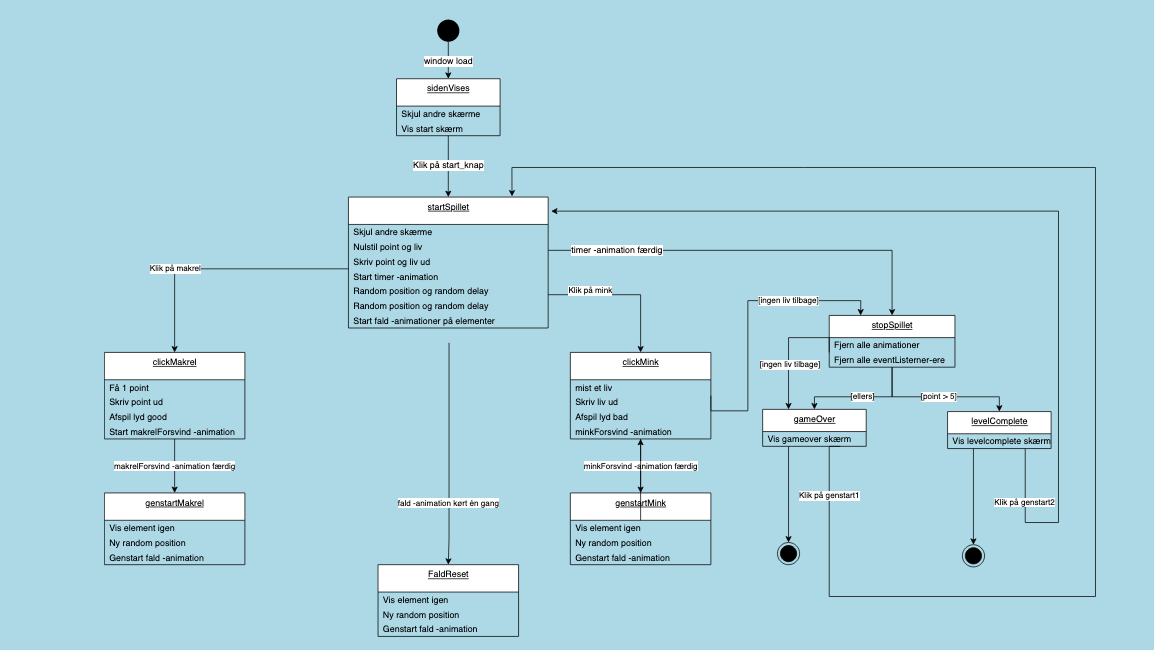 window load
sidenVises
Skjul andre skærme
Vis start skærm
Klik på start_knap
startSpillet
Skjul andre skærme
Nulstil point og liv
Skriv point og liv ud
Start timer -animation
Random position og random delay
Random position og random delay
Start fald -animationer på elementer
Klik på makrel
timer -animation færdig
Klik på mink
[ingen liv tilbage]
stopSpillet
Fjern alle animationer
Fjern alle eventListerner-ere
clickMakrel
Få 1 point
Skriv point ud
Afspil lyd good
Start makrelForsvind -animation
clickMink
mist et liv
Skriv liv ud
Afspil lyd bad
minkForsvind -animation
[ingen liv tilbage]
[ellers]
[point > 5]
gameOver
Vis gameover skærm
levelComplete
Vis levelcomplete skærm
makrelForsvind -animation færdig
minkForsvind -animation færdig
genstartMakrel
Vis element igen
Ny random position
Genstart fald -animation
fald -animation kørt én gang
genstartMink
Vis element igen
Ny random position
Genstart fald -animation
Klik på genstart1
Klik på genstart2
FaldReset
Vis element igen
Ny random position
Genstart fald -animation